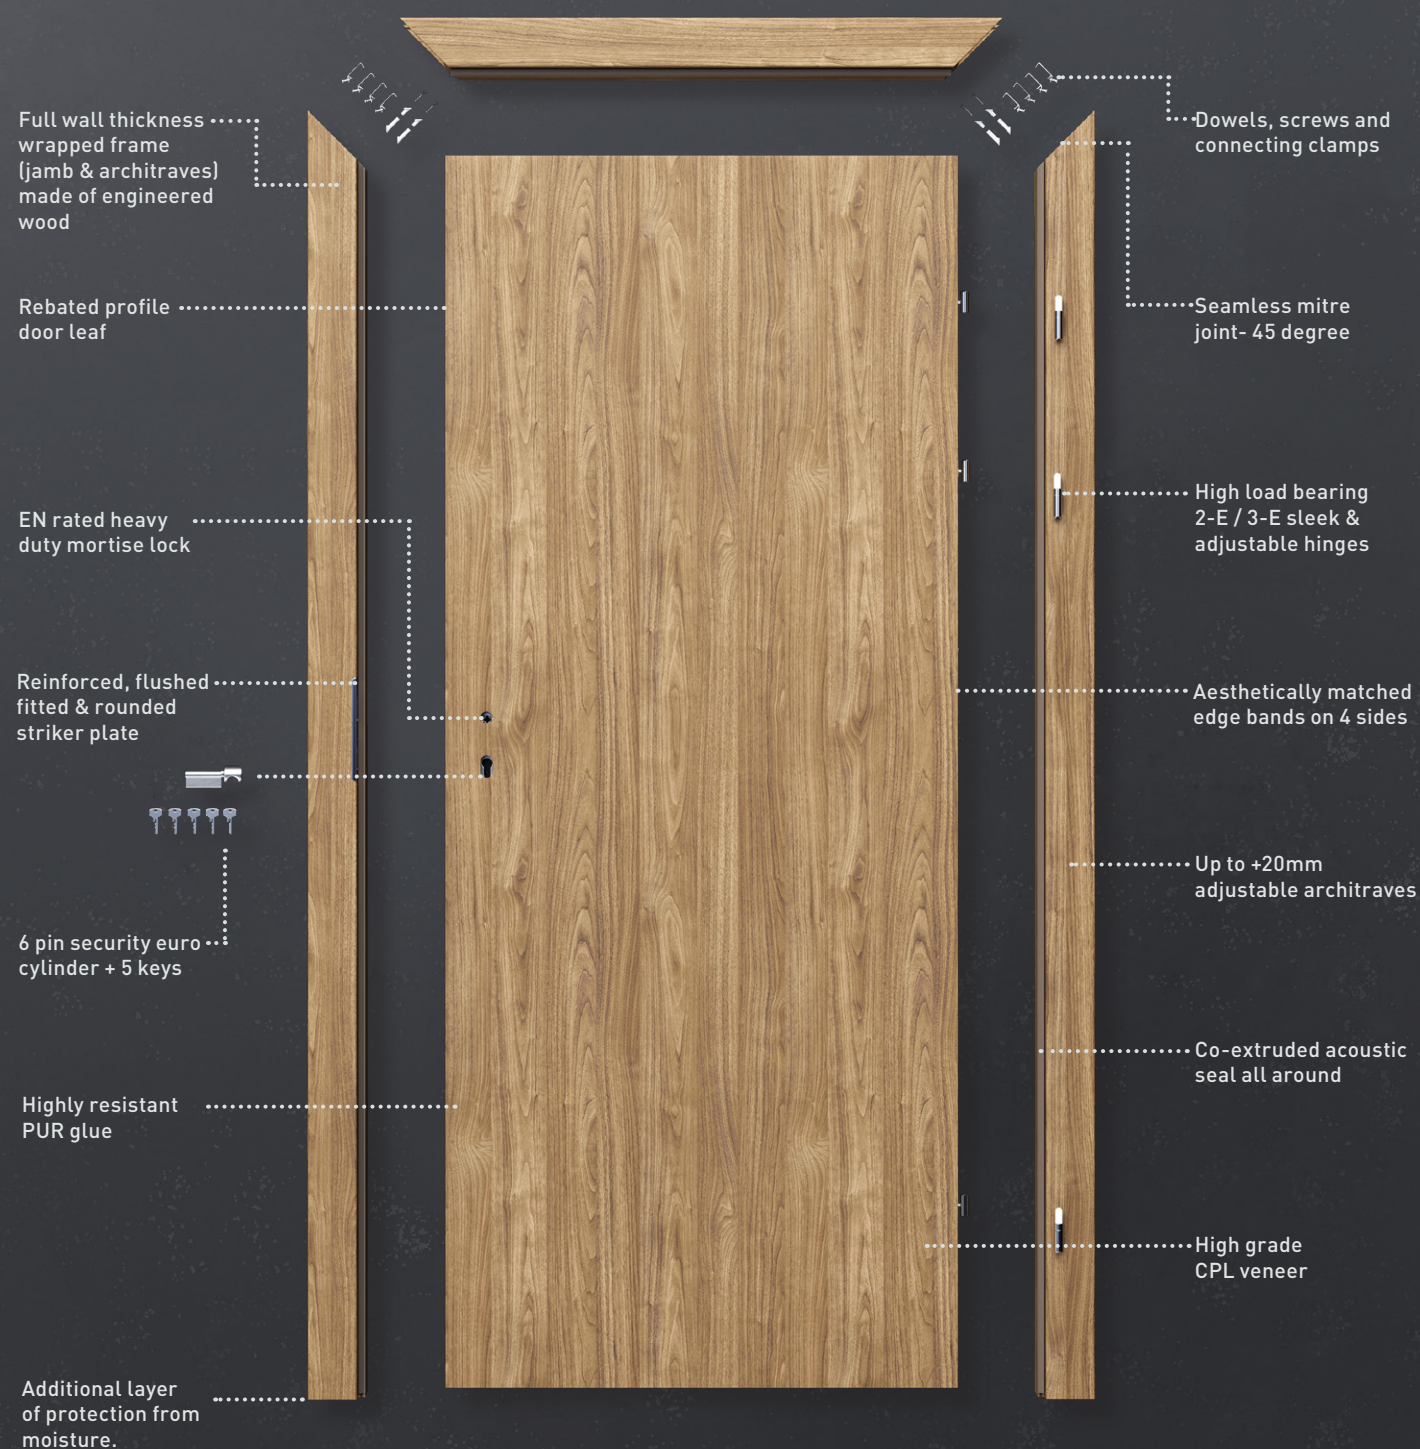 Full wall thickness
wrapped frame
(jamb & architraves)
made of engineered
wood
Rebated profile
door leaf
EN rated heavy
duty mortise lock
Reinforced, flushed
fitted & rounded
striker plate
6 pin security euro
cylinder + 5 keys
Highly resistant
PUR glue
Additional layer
of protection from
moisture.
Dowels, screws and
connecting clamps
Seamless mitre
joint- 45 degree
High load bearing
2-E / 3-E sleek &
adjustable hinges
Aesthetically matched
edge bands on 4 sides
Up to +20mm
adjustable architraves
Co-extruded acoustic
seal all around
High grade
CPL veneer